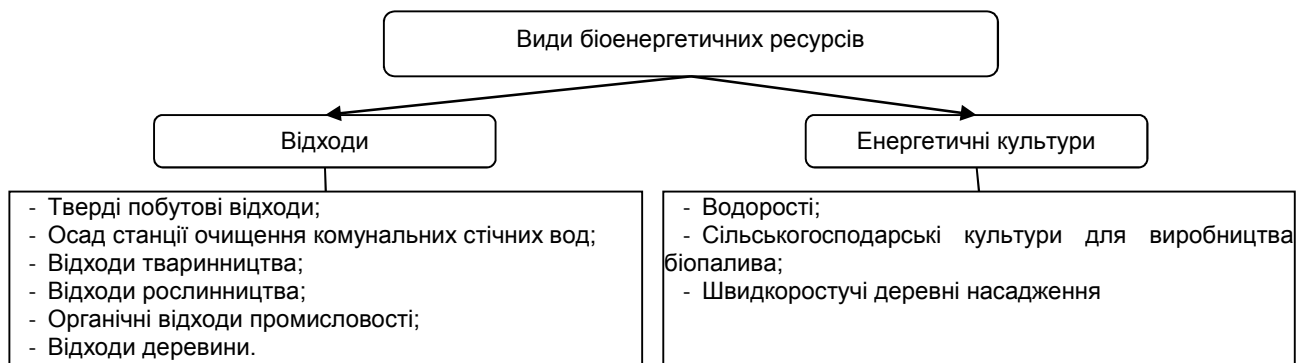 Види біоенергетичних ресурсів
Відходи
Енергетичні культури
- Тверді побутові відходи;
- Осад станції очищення комунальних стічних вод;
- Відходи тваринництва;
- Відходи рослинництва;
- Органічні відходи промисловості;
- Відходи деревини.
- Водорості;
- Сільськогосподарські культури для виробництва
біопалива;
- Швидкоростучі деревні насадження